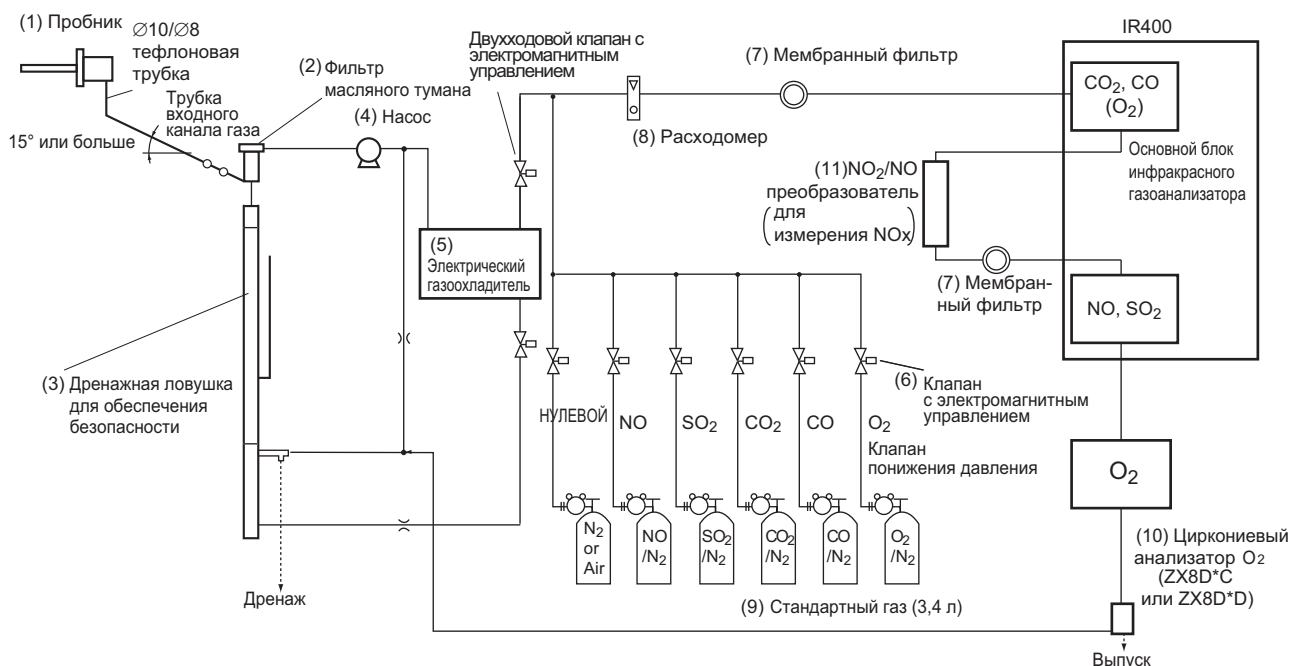 (1) Пробник
∅10/∅8
тефлоновая
трубка
Трубка
входного
канала газа
15° или больше
(2) Фильтр
масляного тумана
(4) Насос
Двухходовой клапан с
электромагнитным
управлением
(7) Мембранный фильтр
(8) Расходомер
IR400
CO2, CO
(O2)
Основной блок
инфракрасного
газоанализатора
(11)NO2/NO
преобразователь
(для
измерения NOx)
(7) Мембран-
ный фильтр
NO, SO2
(5)
Электрический
газоохладитель
(3) Дренажная ловушка
для обеспечения
безопасности
(6) Клапан
с электромагнитным
управлением
НУЛЕВОЙ NO SO2 CO2 CO O2
Клапан
понижения давления
O2
N2
or
Air
NO
/N2
SO2
/N2
CO2
/N2
CO
/N2
O2
/N2
(10) Циркониевый
анализатор O2
(ZX8D*C
или ZX8D*D)
(9) Стандартный газ (3,4 л)
Дренаж
Выпуск